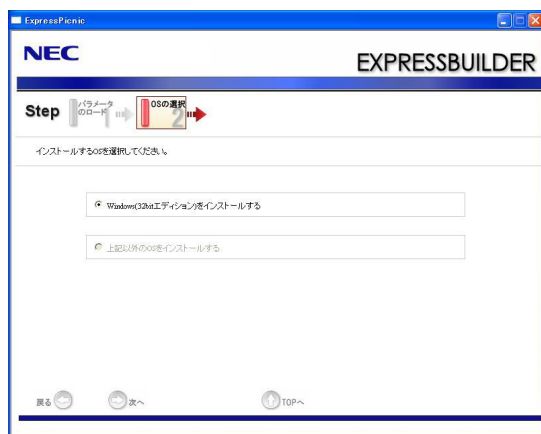 ExpressPicnic
NEC
EXPRESSBUILDER
Step パラメータのロード 1 OSの選択 2
インストールするOSを選択してください。
Windows(32bitエディション)をインストールする
上記以外のOSをインストールする
戻る 次へ TOPへ